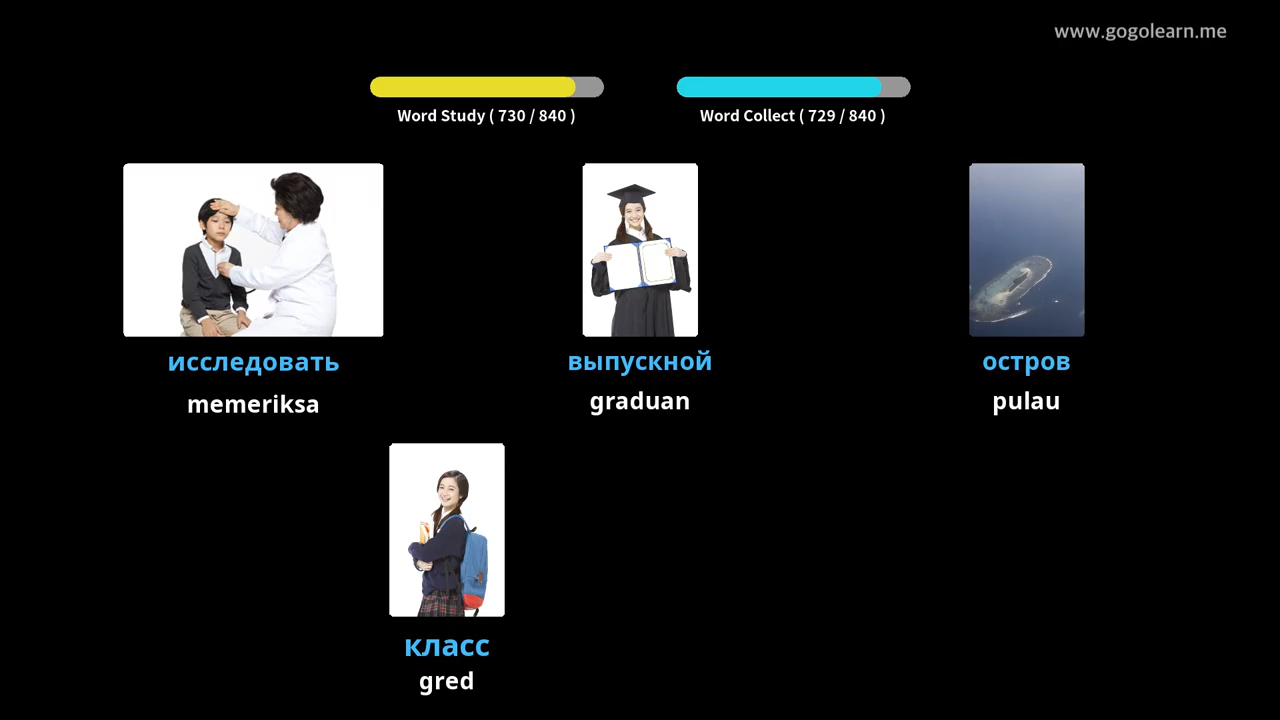 www.gogolearn.me
Word Study ( 730 / 840 )
Word Collect ( 729 / 840 )
исследовать
memeriksa
выпускной
graduan
остров
pulau
класс
gred